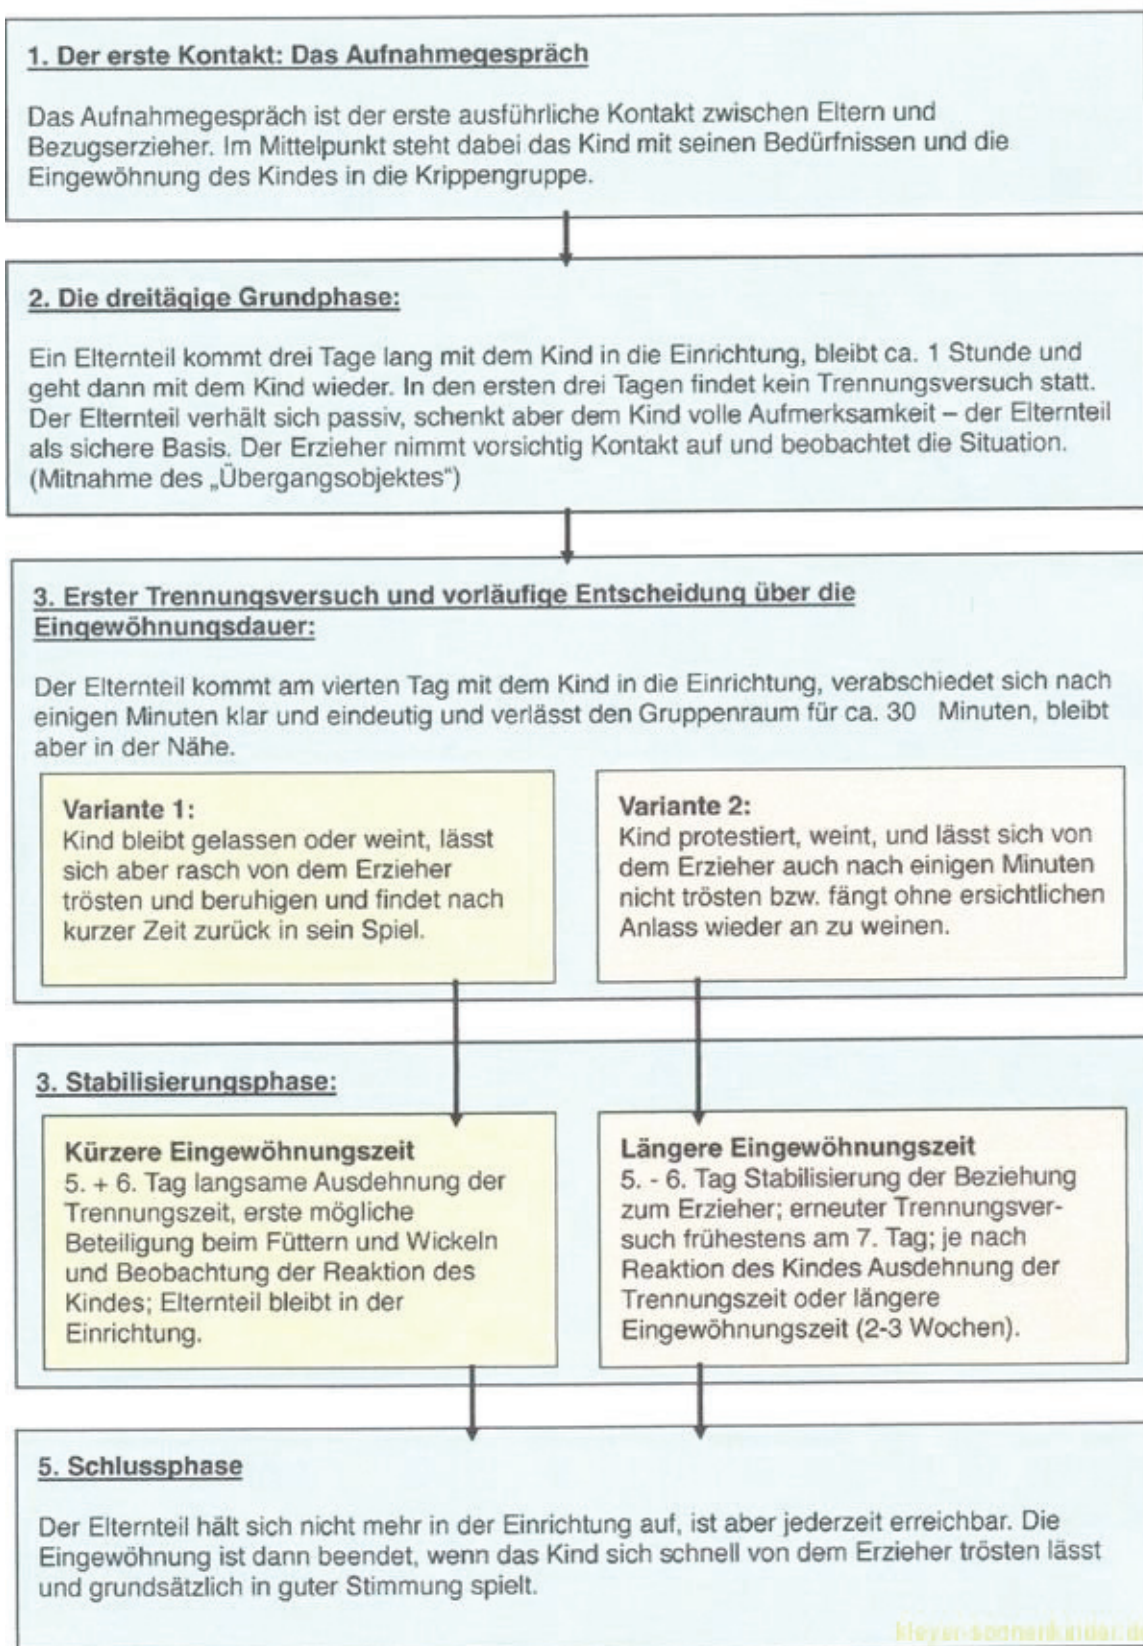 1. Der erste Kontakt: Das Aufnahmegespräch
Das Aufnahmegespräch ist der erste ausführliche Kontakt zwischen Eltern und
Bezugserzieher. Im Mittelpunkt steht dabei das Kind mit seinen Bedürfnissen und die
Eingewöhnung des Kindes in die Krippengruppe.
2. Die dreitägige Grundphase:
Ein Elternteil kommt drei Tage lang mit dem Kind in die Einrichtung, bleibt ca. 1 Stunde und
geht dann mit dem Kind wieder. In den ersten drei Tagen findet kein Trennungsversuch statt.
Der Elternteil verhält sich passiv, schenkt aber dem Kind volle Aufmerksamkeit – der Elternteil
als sichere Basis. Der Erzieher nimmt vorsichtig Kontakt auf und beobachtet die Situation.
(Mitnahme des „Übergangsobjektes“)
3. Erster Trennungsversuch und vorläufige Entscheidung über die
Eingewöhnungsdauer:
Der Elternteil kommt am vierten Tag mit dem Kind in die Einrichtung, verabschiedet sich nach
einigen Minuten klar und eindeutig und verlässt den Gruppenraum für ca. 30 Minuten, bleibt
aber in der Nähe.
Variante 1:
Kind bleibt gelassen oder weint, lässt
sich aber rasch von dem Erzieher
trösten und beruhigen und findet nach
kurzer Zeit zurück in sein Spiel.
Variante 2:
Kind protestiert, weint, und lässt sich von
dem Erzieher auch nach einigen Minuten
nicht trösten bzw. fängt ohne ersichtlichen
Anlass wieder an zu weinen.
3. Stabilisierungsphase:
Kürzere Eingewöhnungszeit
5. + 6. Tag langsame Ausdehnung der
Trennungszeit, erste mögliche
Beteiligung beim Füttern und Wickeln
und Beobachtung der Reaktion des
Kindes; Elternteil bleibt in der
Einrichtung.
Längere Eingewöhnungszeit
5. - 6. Tag Stabilisierung der Beziehung
zum Erzieher; erneuter Trennungsver-
such frühestens am 7. Tag; je nach
Reaktion des Kindes Ausdehnung der
Trennungszeit oder längere
Eingewöhnungszeit (2-3 Wochen).
5. Schlussphase
Der Elternteil hält sich nicht mehr in der Einrichtung auf, ist aber jederzeit erreichbar. Die
Eingewöhnung ist dann beendet, wenn das Kind sich schnell von dem Erzieher trösten lässt
und grundsätzlich in guter Stimmung spielt.